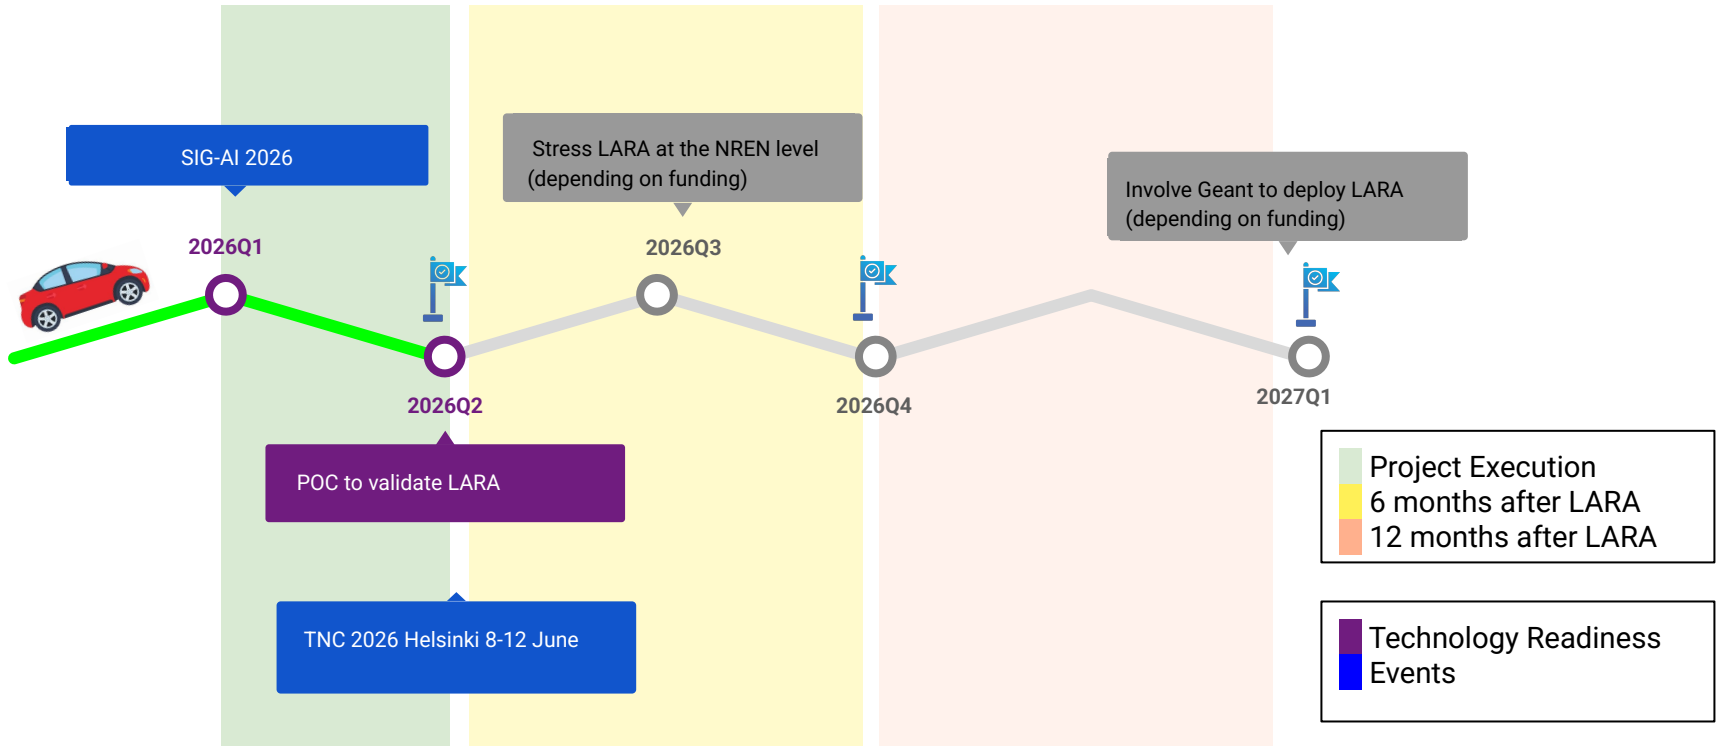 SIG-AI 2026
Stress LARA at the NREN level
(depending on funding)
Involve Geant to deploy LARA
(depending on funding)
2026Q1
2026Q3
2026Q2
2026Q4
2027Q1
POC to validate LARA
TNC 2026 Helsinki 8-12 June
Project Execution
6 months after LARA
12 months after LARA
Technology Readiness
Events